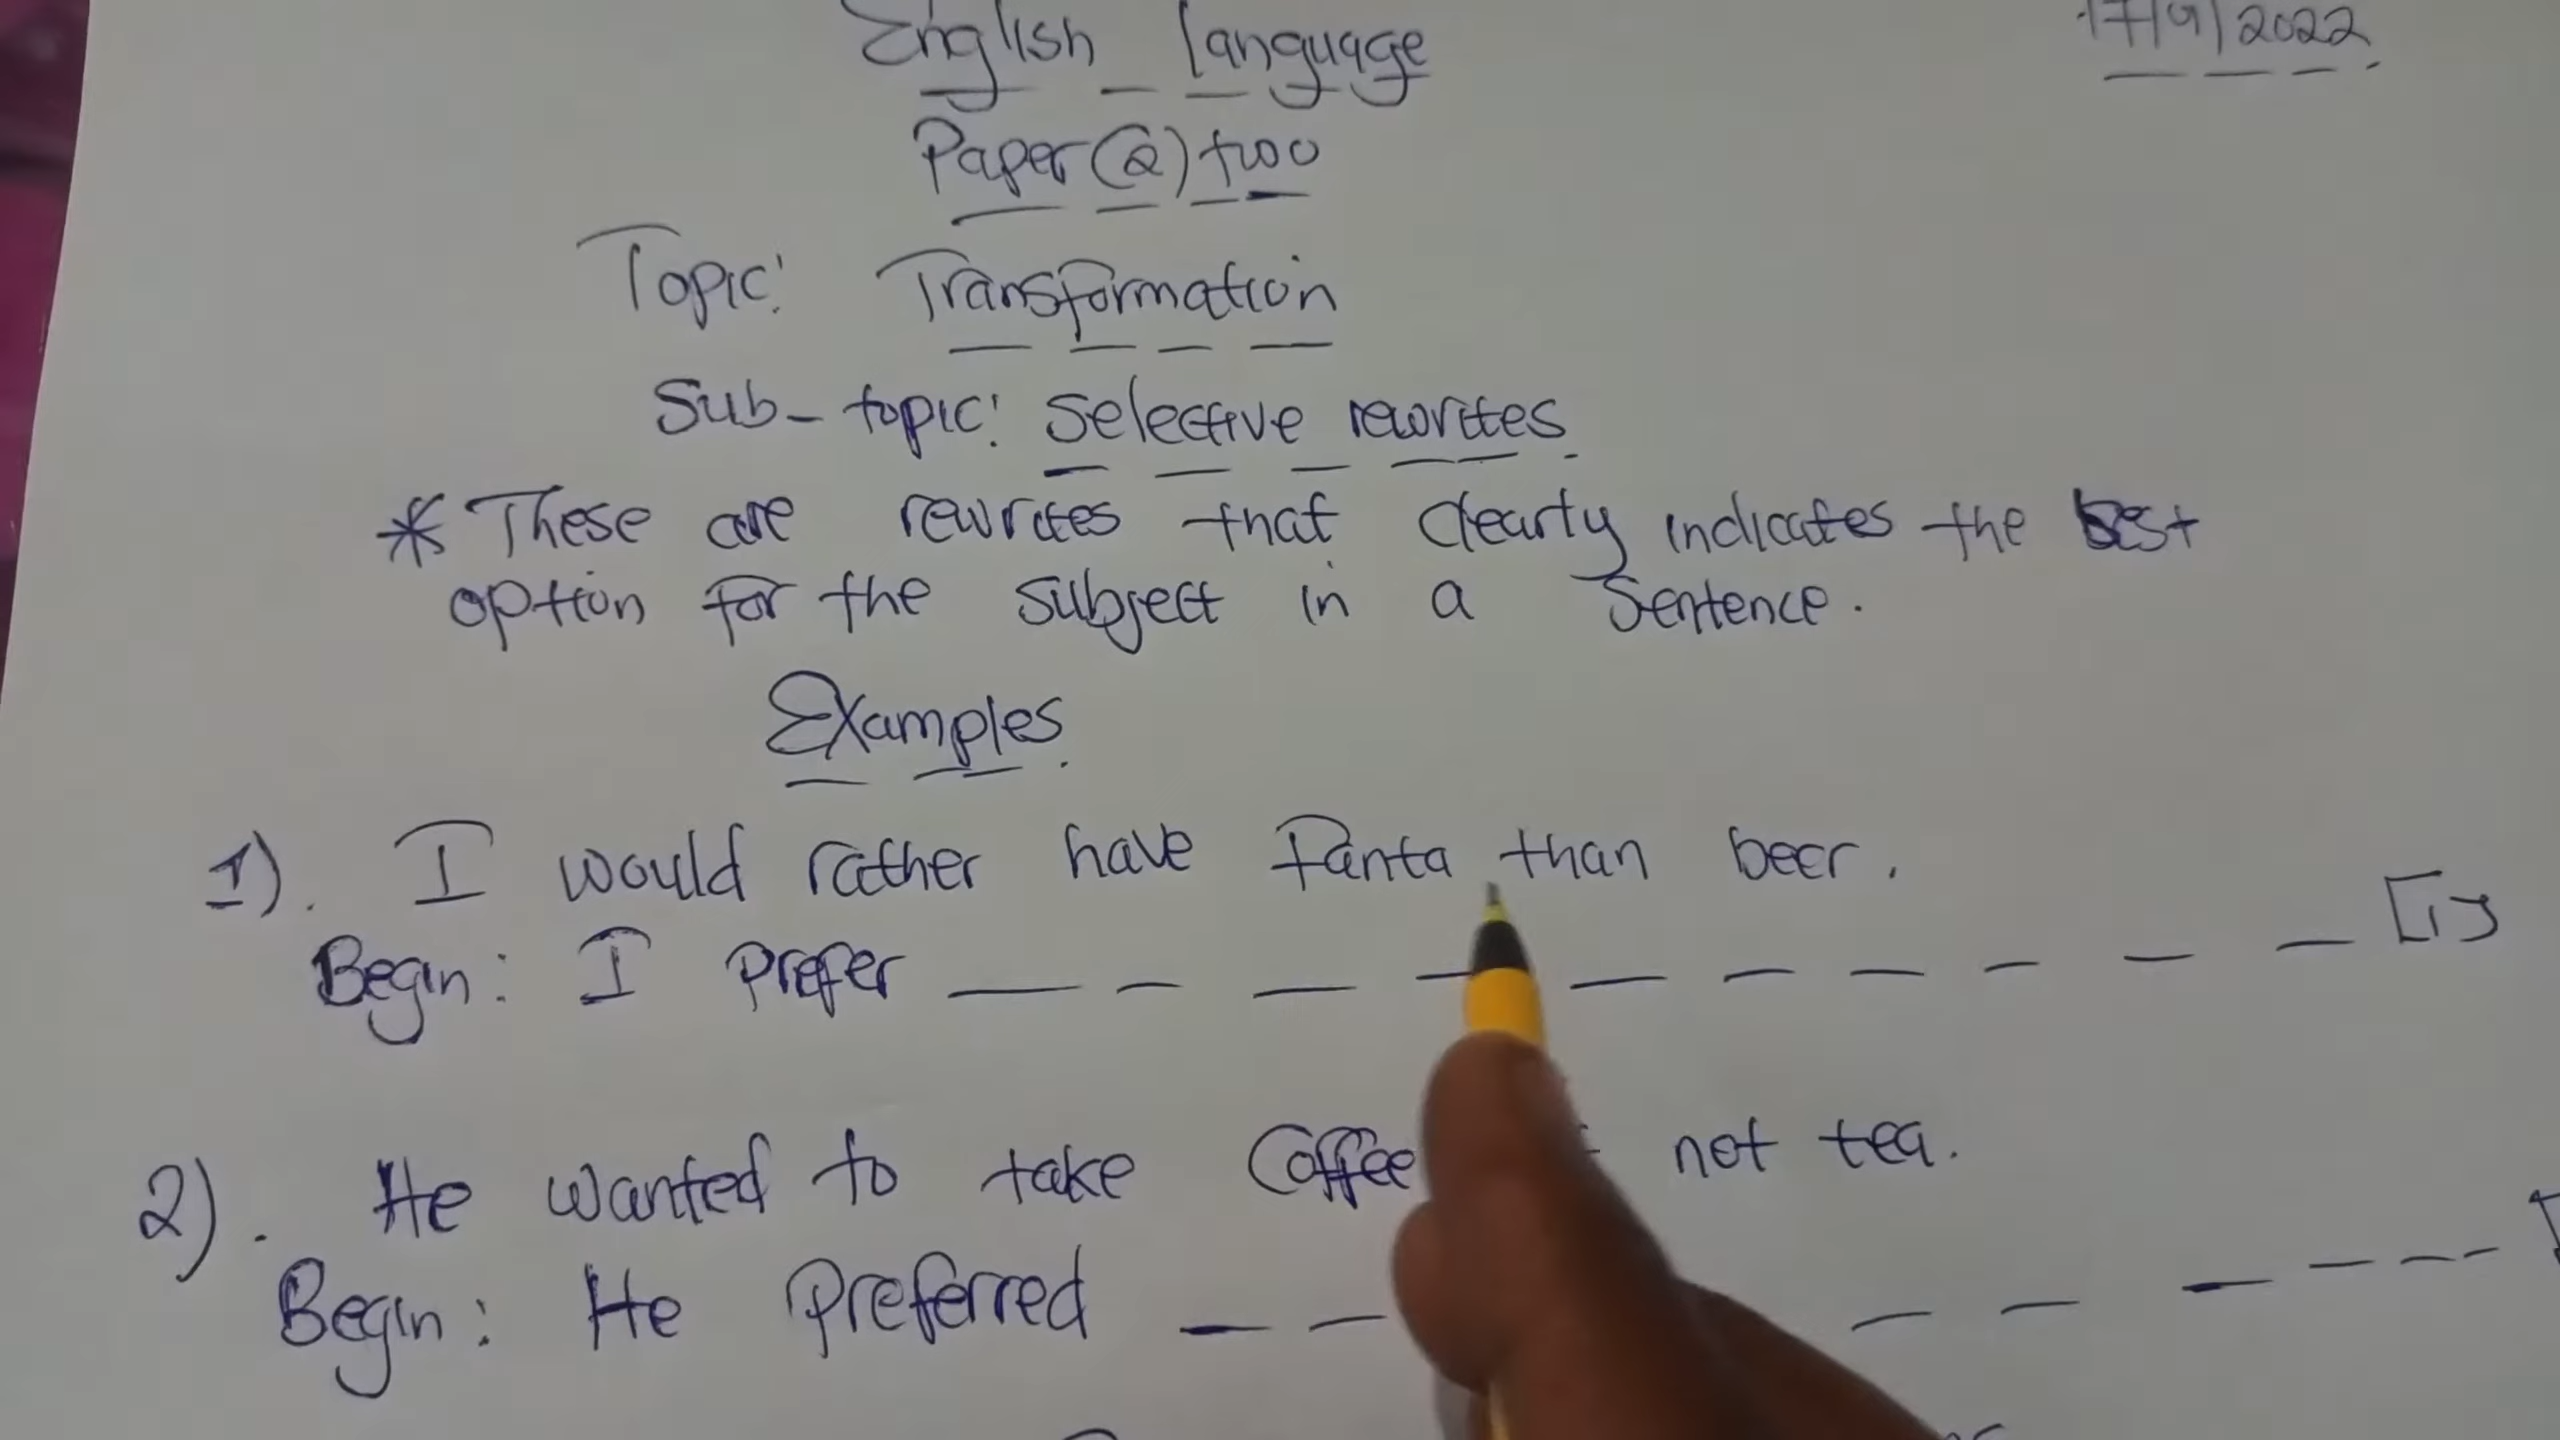 English language
17/9/2022
Paper (2) two
Topic: Transformation
Sub-topic: Selective rewrites.
* These are rewrites that clearly indicates the best
option for the subject in a sentence.
Examples.
1). I would rather have Fanta than beer.
Begin: I prefer _ _ _ _ _ _ _ _ _ _ [1]
2). He wanted to take Coffee not tea.
Begin: He preferred _ _ _ _ _ _ _